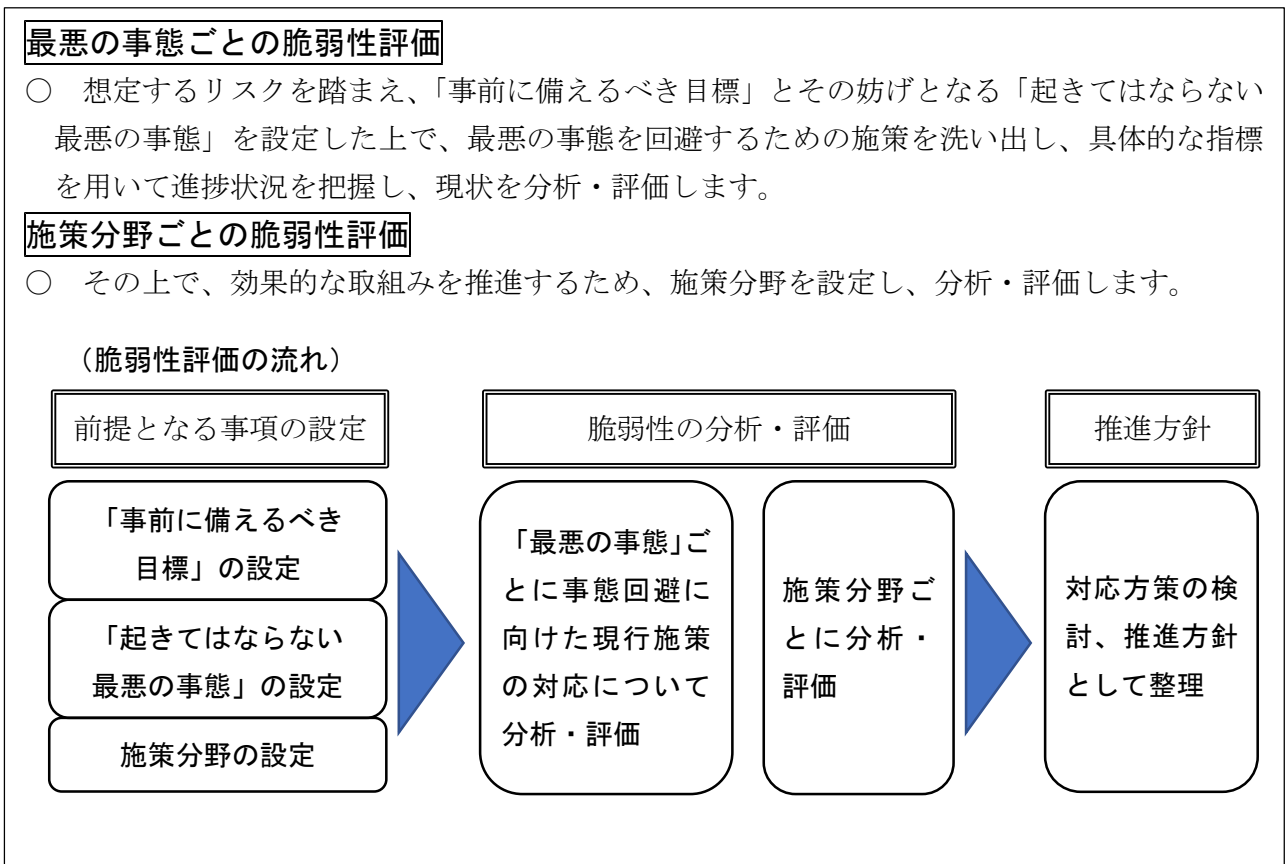 最悪の事態ごとの脆弱性評価
○　想定するリスクを踏まえ、「事前に備えるべき目標」とその妨げとなる「起きてはならない
最悪の事態」を設定した上で、最悪の事態を回避するための施策を洗い出し、具体的な指標
を用いて進捗状況を把握し、現状を分析・評価します。
施策分野ごとの脆弱性評価
○　その上で、効果的な取組みを推進するため、施策分野を設定し、分析・評価します。
（脆弱性評価の流れ）
前提となる事項の設定
脆弱性の分析・評価
推進方針
「事前に備えるべき
目標」の設定
「起きてはならない
最悪の事態」の設定
施策分野の設定
「最悪の事態」ご
とに事態回避に
向けた現行施策
の対応について
分析・評価
施策分野ご
とに分析・
評価
対応方策の検
討、推進方針
として整理